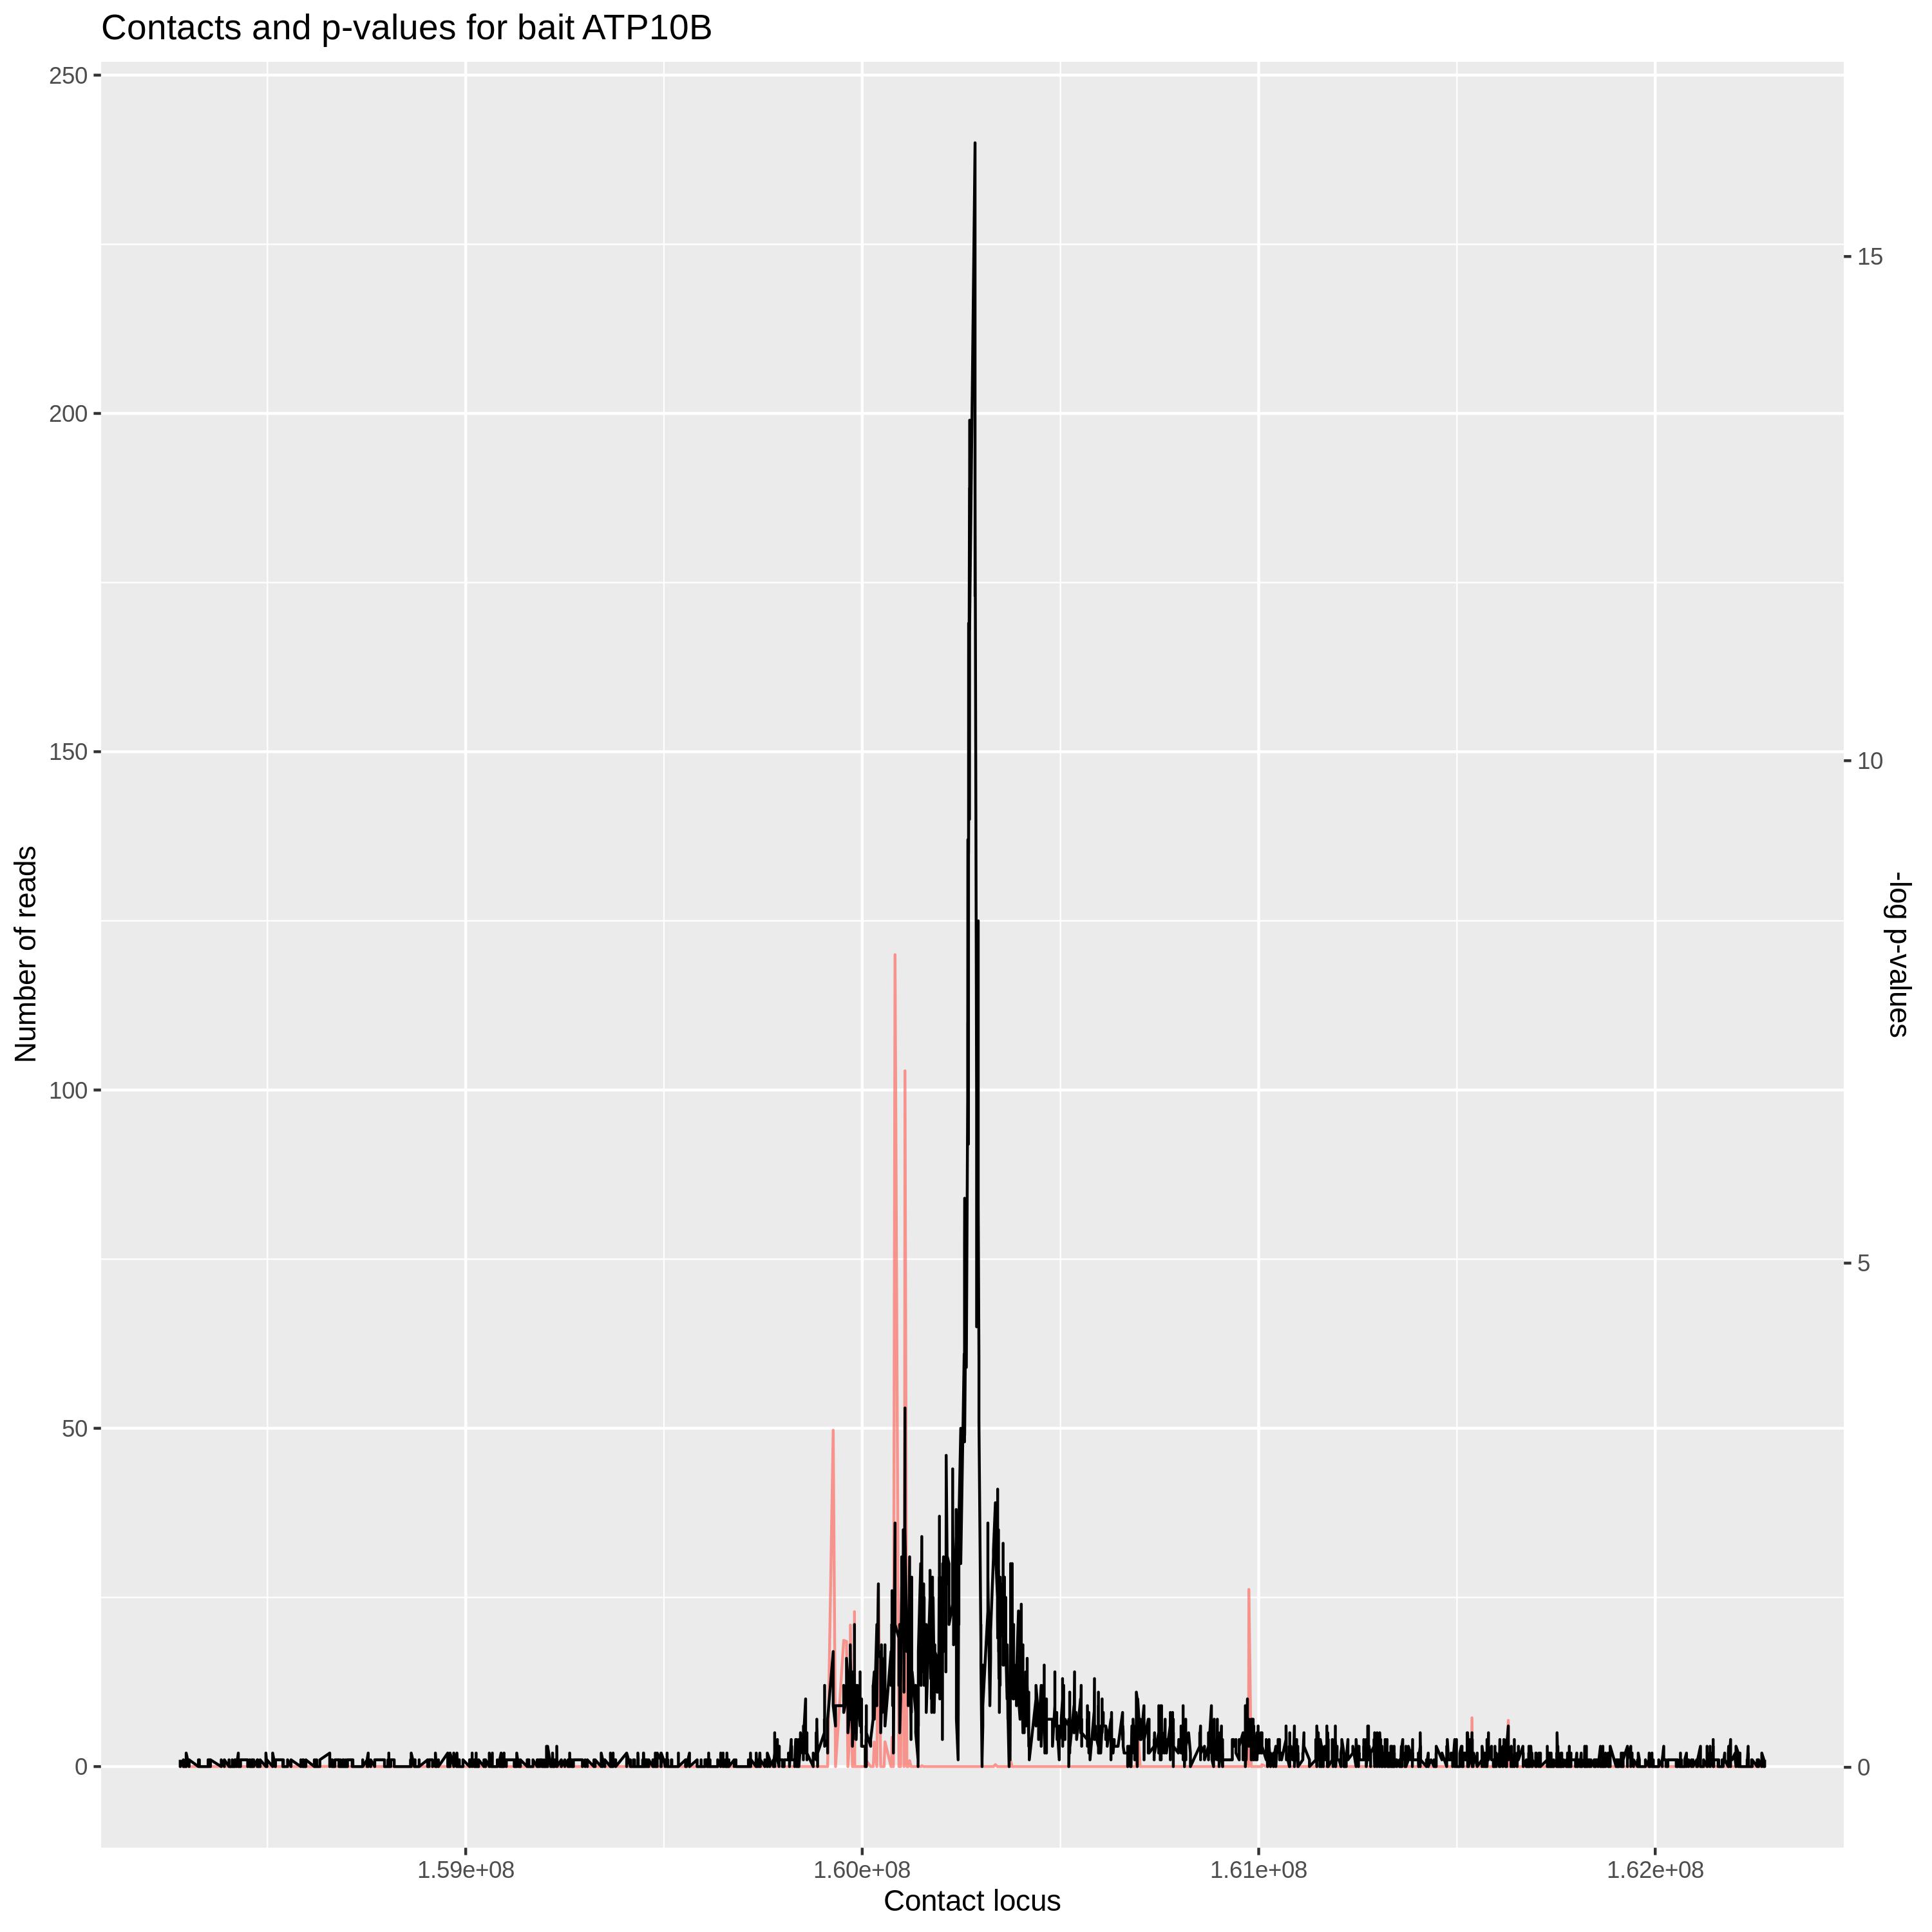 Contacts and p-values for bait ATP10B
250
200
150
100
50
0
Number of reads
15
10
5
0
-log p-values
1.59e+08
1.60e+08
1.61e+08
1.62e+08
Contact locus